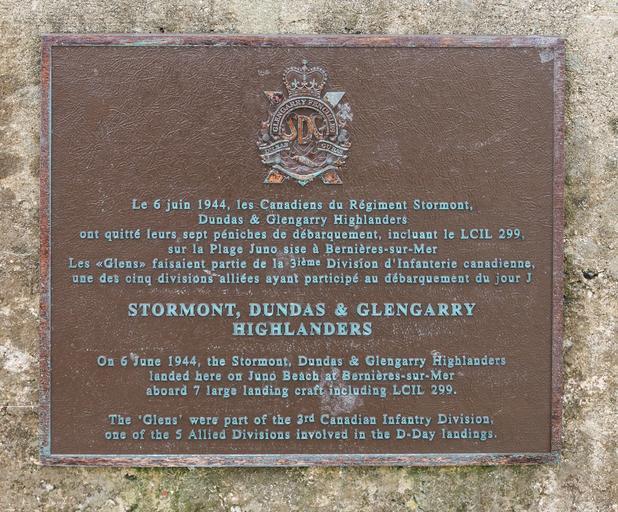 GLENGARRY FENCIBLES
SDG
DILEAS GU BAS
Le 6 juin 1944, les Canadiens du Régiment Stormont,
Dundas & Glengarry Highlanders
ont quitté leurs sept péniches de débarquement, incluant le LCIL 299,
sur la Plage Juno sise à Bernières-sur-Mer
Les «Glens» faisaient partie de la 3ième Division d'Infanterie canadienne,
une des cinq divisions alliées ayant participé au débarquement du jour J
STORMONT, DUNDAS & GLENGARRY
HIGHLANDERS
On 6 June 1944, the Stormont, Dundas & Glengarry Highlanders
landed here on Juno Beach at Bernières-sur-Mer
aboard 7 large landing craft including LCIL 299.
The 'Glens' were part of the 3rd Canadian Infantry Division,
one of the 5 Allied Divisions involved in the D-Day landings.